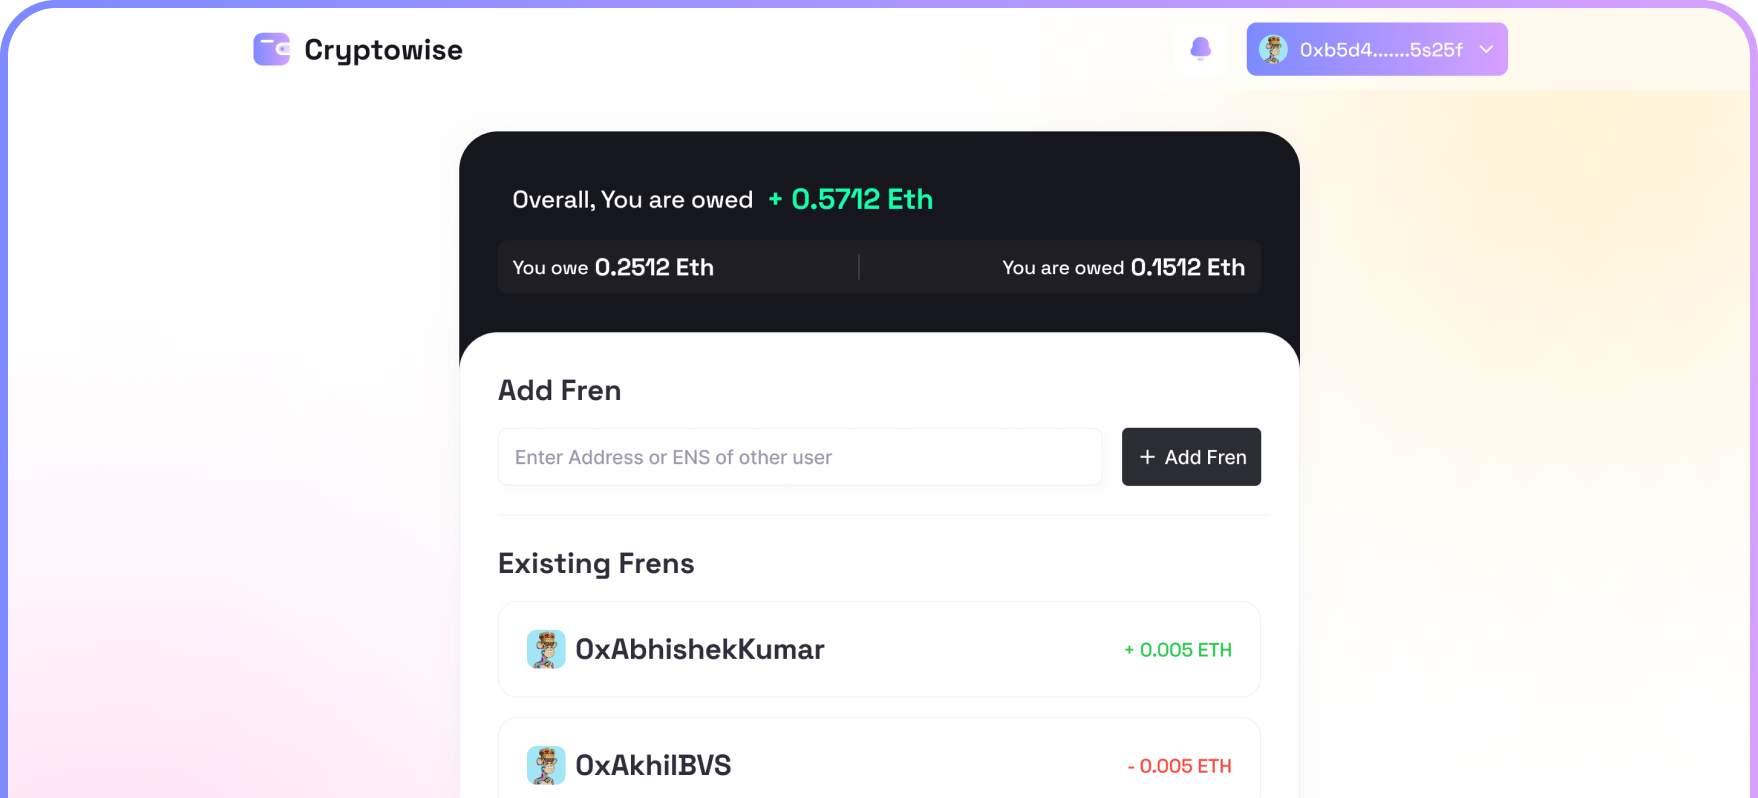 Cryptowise
0xb5d4.......5s25f
Overall, You are owed + 0.5712 Eth
You owe 0.2512 Eth
You are owed 0.1512 Eth
Add Fren
Enter Address or ENS of other user
+ Add Fren
Existing Frens
0xAbhishekKumar
+ 0.005 ETH
0xAkhilBVS
- 0.005 ETH